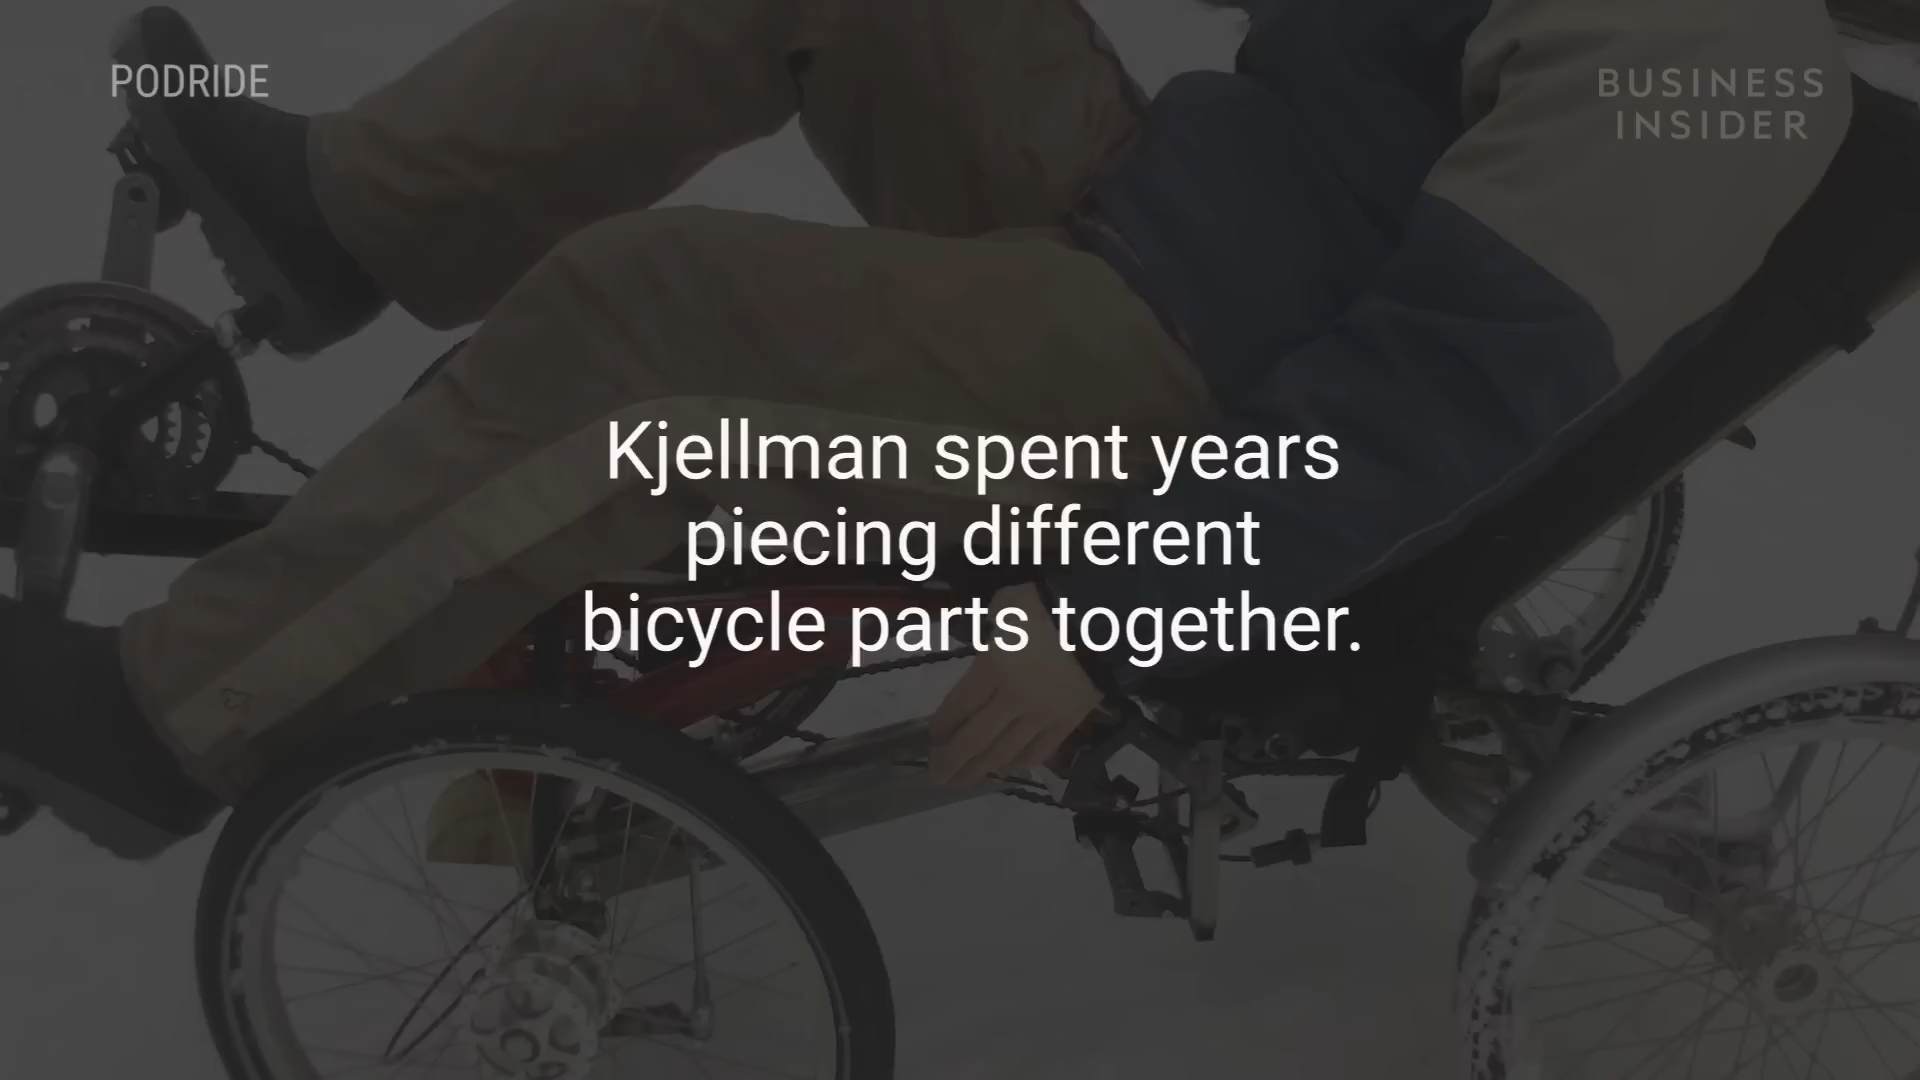 PODRIDE
BUSINESS
INSIDER
Kjellman spent years
piecing different
bicycle parts together.